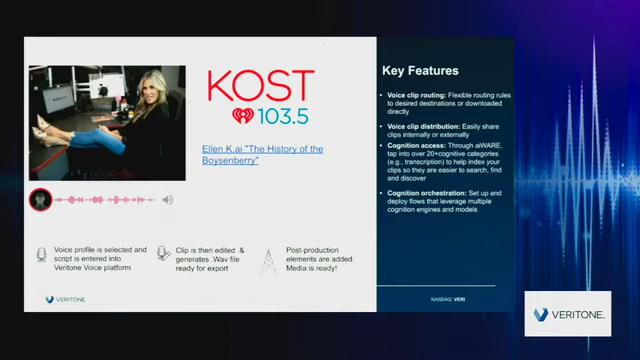 KOST
103.5
Ellen K.ai "The History of the
Boysenberry"
Voice profile is selected and
script is entered into
Veritone Voice platform
Clip is then edited &
generates .Wav file
ready for export
Post-production
elements are added.
Media is ready!
VERITONE.
Key Features
• Voice clip routing: Flexible routing rules
to desired destinations or downloaded
directly
• Voice clip distribution: Easily share
clips internally or externally
• Cognition access: Through aiWARE,
tap into over 20+cognitive categories
(e.g., transcription) to help index your
clips so they are easier to search, find
and discover
• Cognition orchestration: Set up and
deploy flows that leverage multiple
cognition engines and models
NASDAQ: VERI
VERITONE.